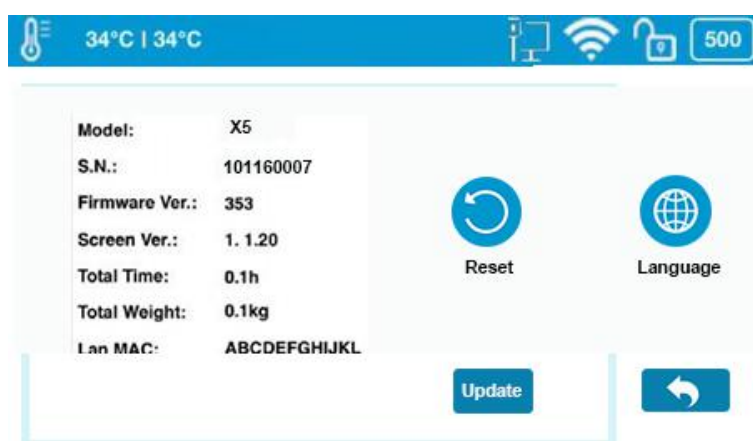 34°C | 34°C 500
Model: X5
S.N.: 101160007
Firmware Ver.: 353
Screen Ver.: 1. 1.20
Total Time: 0.1h
Total Weight: 0.1kg
Lan MAC: ABCDEFGHIJKL
Reset
Language
Update